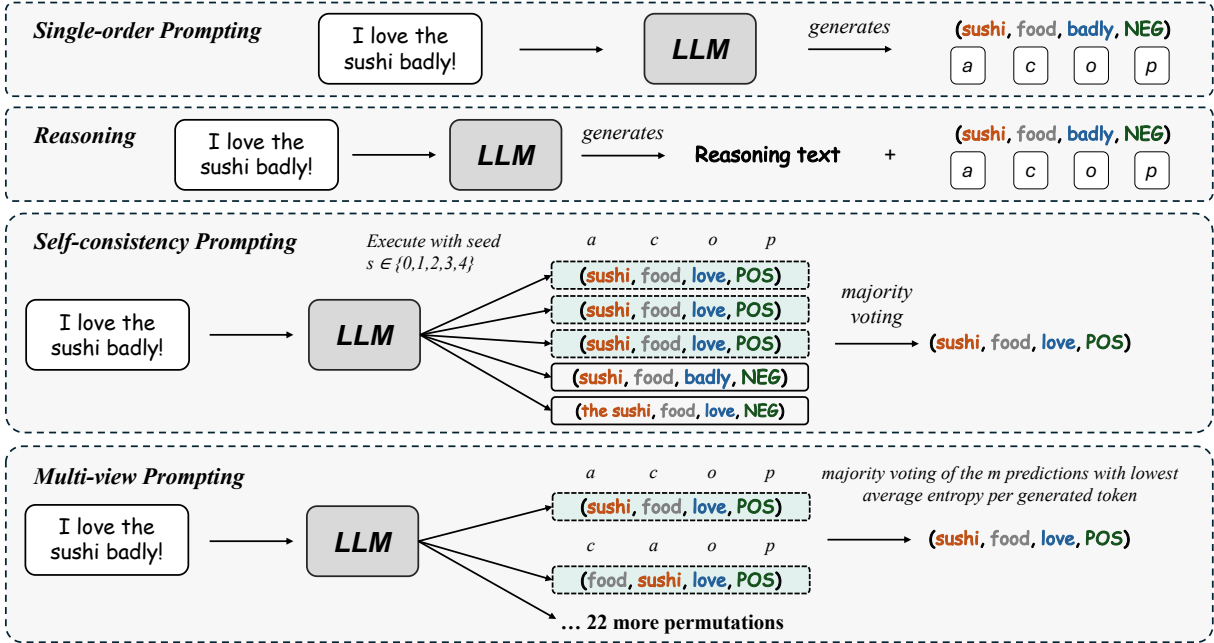 Single-order Prompting
I love the
sushi badly!
LLM
generates
(sushi, food, badly, NEG)
a c o p
Reasoning
I love the
sushi badly!
LLM
generates
Reasoning text
+
(sushi, food, badly, NEG)
a c o p
Self-consistency Prompting
I love the
sushi badly!
LLM
Execute with seed
s ∈ {0,1,2,3,4}
a c o p
(sushi, food, love, POS)
(sushi, food, love, POS)
(sushi, food, love, POS)
(sushi, food, badly, NEG)
(the sushi, food, love, NEG)
majority
voting
(sushi, food, love, POS)
Multi-view Prompting
I love the
sushi badly!
LLM
a c o p
(sushi, food, love, POS)
c a o p
(food, sushi, love, POS)
... 22 more permutations
majority voting of the m predictions with lowest
average entropy per generated token
(sushi, food, love, POS)